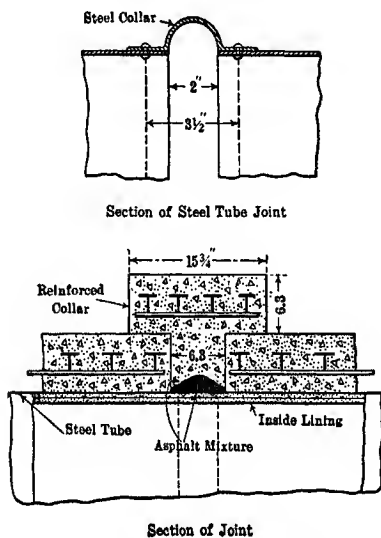 Steel Collar
2"
3½"
Section of Steel Tube Joint
15¾"
Reinforced
Collar
6.3
6.3
Steel Tube
Asphalt Mixture
Inside Lining
Section of Joint